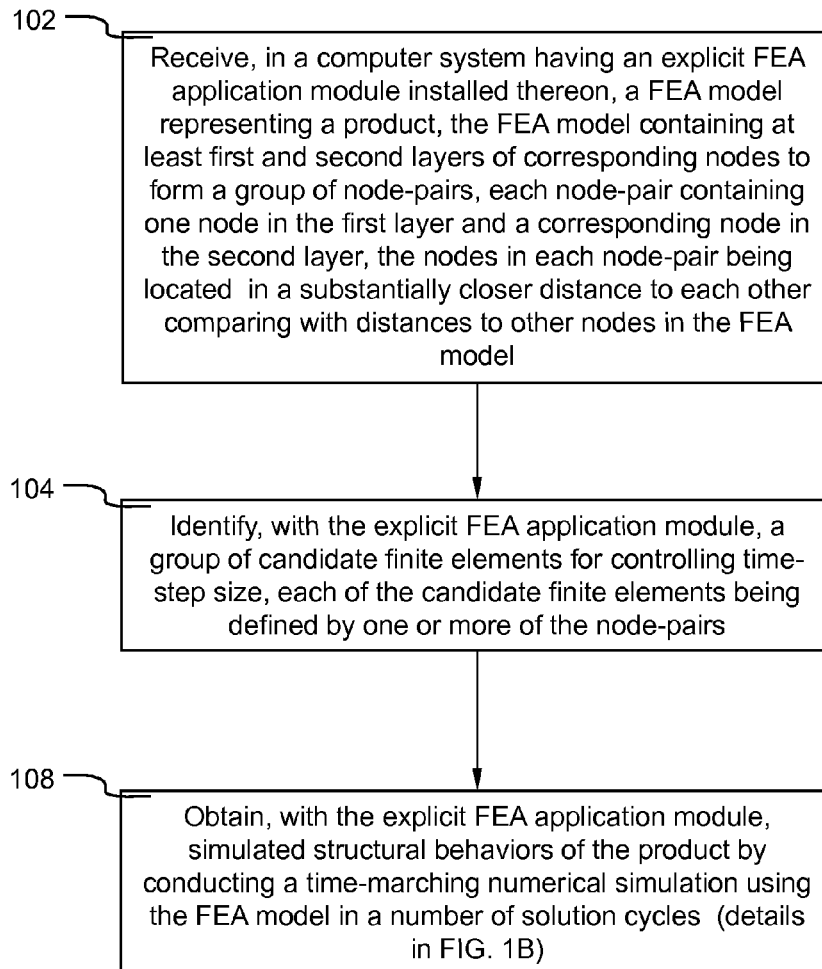 102
Receive, in a computer system having an explicit FEA
application module installed thereon, a FEA model
representing a product, the FEA model containing at
least first and second layers of corresponding nodes to
form a group of node-pairs, each node-pair containing
one node in the first layer and a corresponding node in
the second layer, the nodes in each node-pair being
located in a substantially closer distance to each other
comparing with distances to other nodes in the FEA
model
104
Identify, with the explicit FEA application module, a
group of candidate finite elements for controlling time-
step size, each of the candidate finite elements being
defined by one or more of the node-pairs
108
Obtain, with the explicit FEA application module,
simulated structural behaviors of the product by
conducting a time-marching numerical simulation using
the FEA model in a number of solution cycles (details
in FIG. 1B)